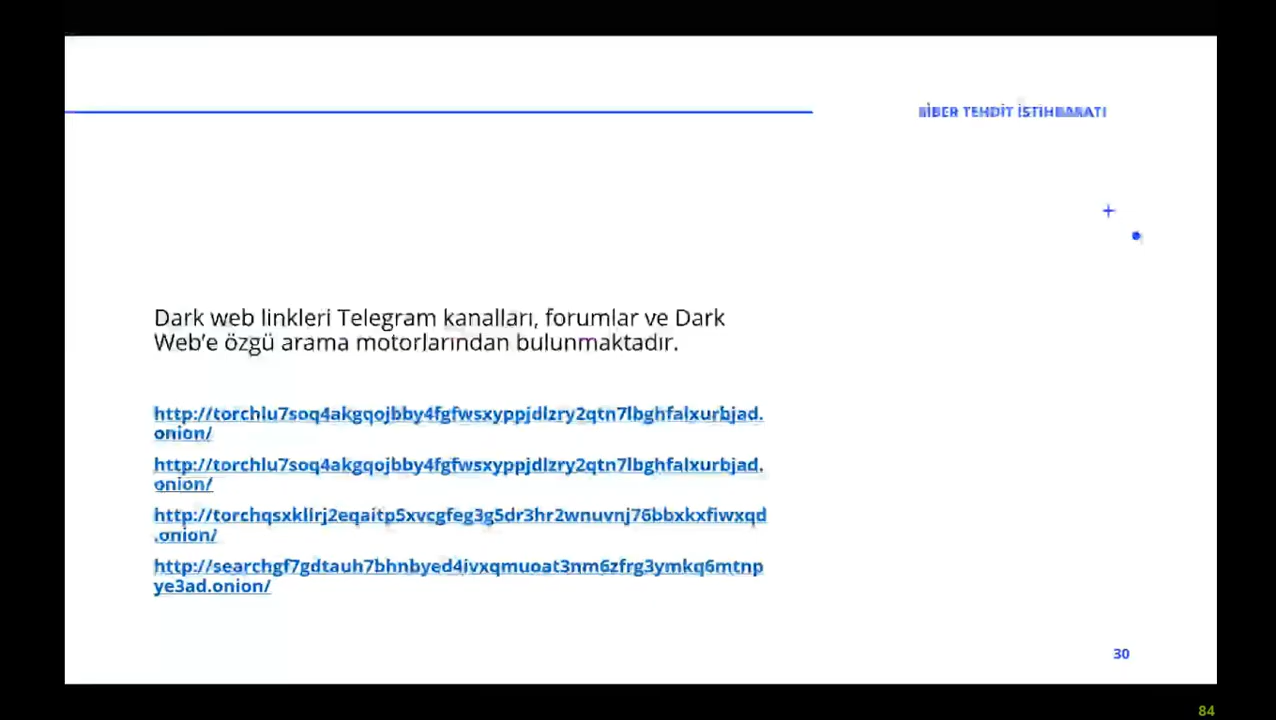 SİBER TEHDİT İSTİHBARATI
Dark web linkleri Telegram kanalları, forumlar ve Dark
Web’e özgü arama motorlarından bulunmaktadır.
http://torchlu7soq4akgqojbby4fgfwsxyppjdlzry2qtn7lbghfalxurbjad.
onion/
http://torchlu7soq4akgqojbby4fgfwsxyppjdlzry2qtn7lbghfalxurbjad.
onion/
http://torchqsxkllrj2eqaitp5xvcgfeg3g5dr3hr2wnuvnj76bbxkxfiwxqd
.onion/
http://searchgf7gdtauh7bhnbyed4ivxqmuoat3nm6zfrg3ymkq6mtnp
ye3ad.onion/
30
84